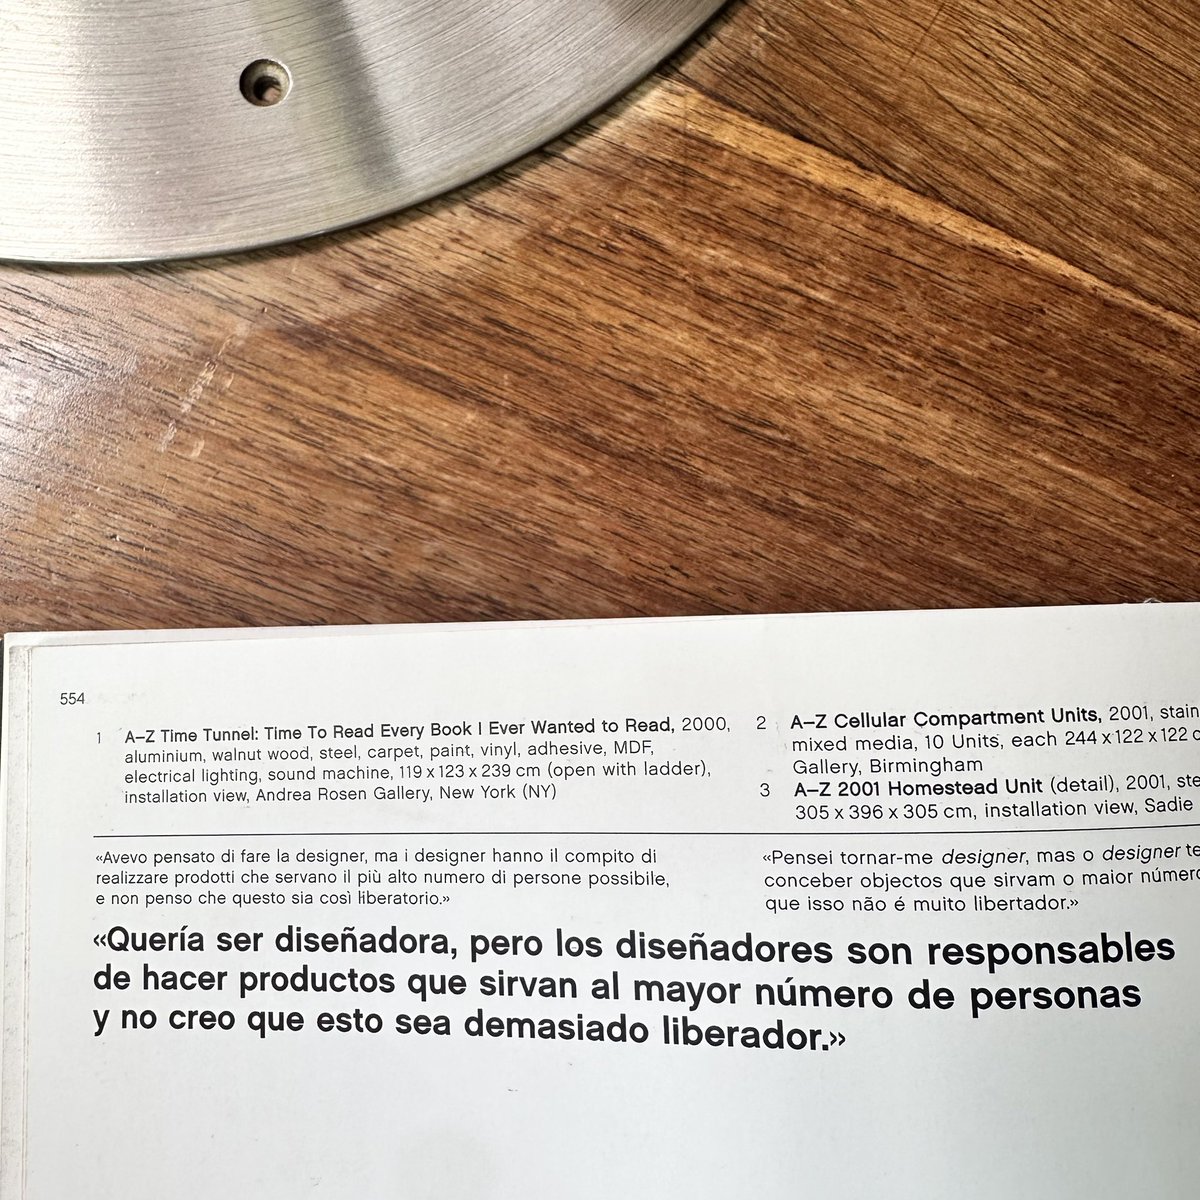 554
1 A–Z Time Tunnel: Time To Read Every Book I Ever Wanted to Read, 2000,
aluminium, walnut wood, steel, carpet, paint, vinyl, adhesive, MDF,
electrical lighting, sound machine, 119 x 123 x 239 cm (open with ladder),
installation view, Andrea Rosen Gallery, New York (NY)
2 A–Z Cellular Compartment Units, 2001,
mixed media, 10 Units, each 244 x 122 x 122
Gallery, Birmingham
3 A–Z 2001 Homestead Unit (detail), 2001,
305 x 396 x 305 cm, installation view, Sadie
«Avevo pensato di fare la designer, ma i designer hanno il compito di
realizzare prodotti che servano il più alto numero di persone possibile,
e non penso che questo sia così liberatorio.»
«Pensei tornar-me designer, mas o designer
conceber objectos que sirvam o maior número
que isso não é muito libertador.»
«Quería ser diseñadora, pero los diseñadores son responsables
de hacer productos que sirvan al mayor número de personas
y no creo que esto sea demasiado liberador.»